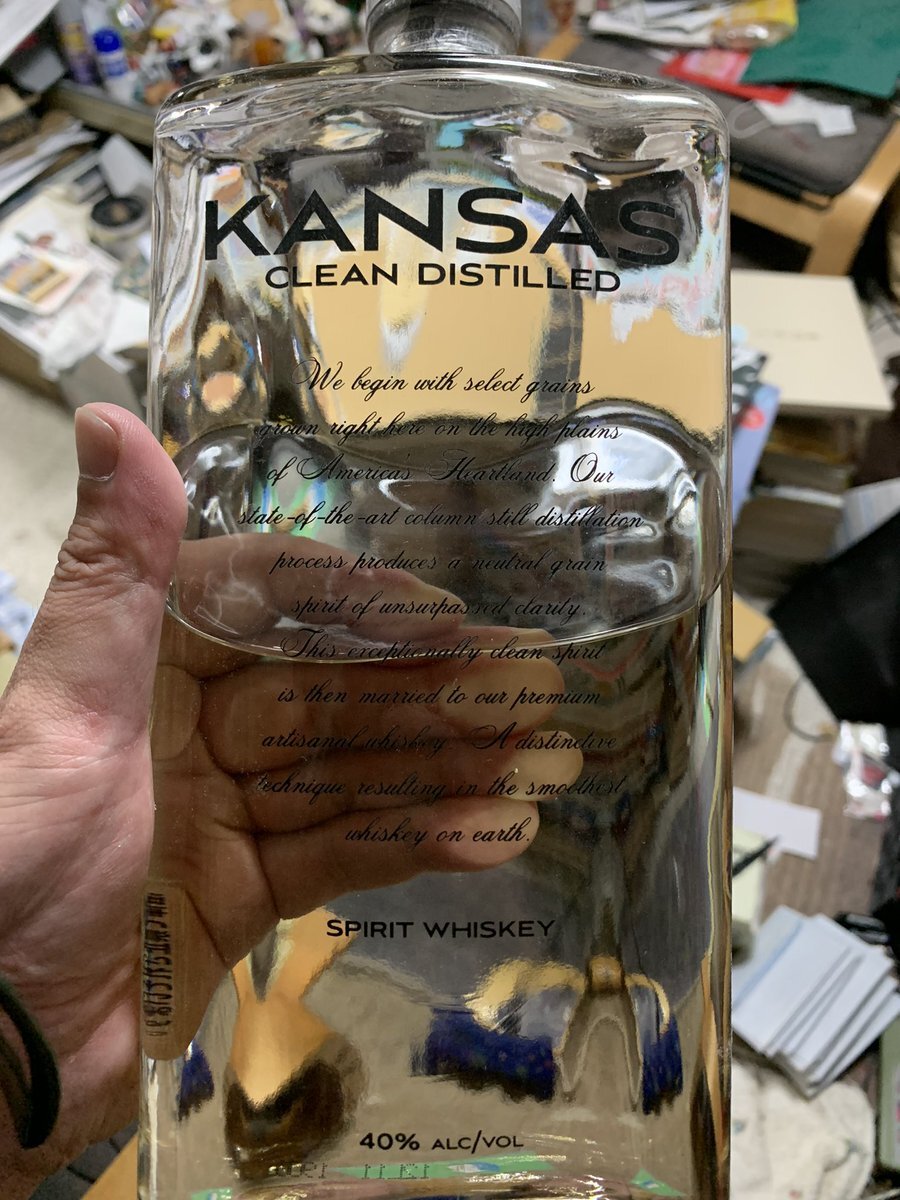 KANSAS
CLEAN DISTILLED
We begin with select grains
grown right here on the high plains
of America's Heartland. Our
state-of-the-art column still distillation
process produces a neutral grain
spirit of unsurpassed clarity.
This exceptionally clean spirit
is then married to our premium
artisanal whiskey. A distinctive
technique resulting in the smoothest
whiskey on earth.
SPIRIT WHISKEY
40% ALC/VOL